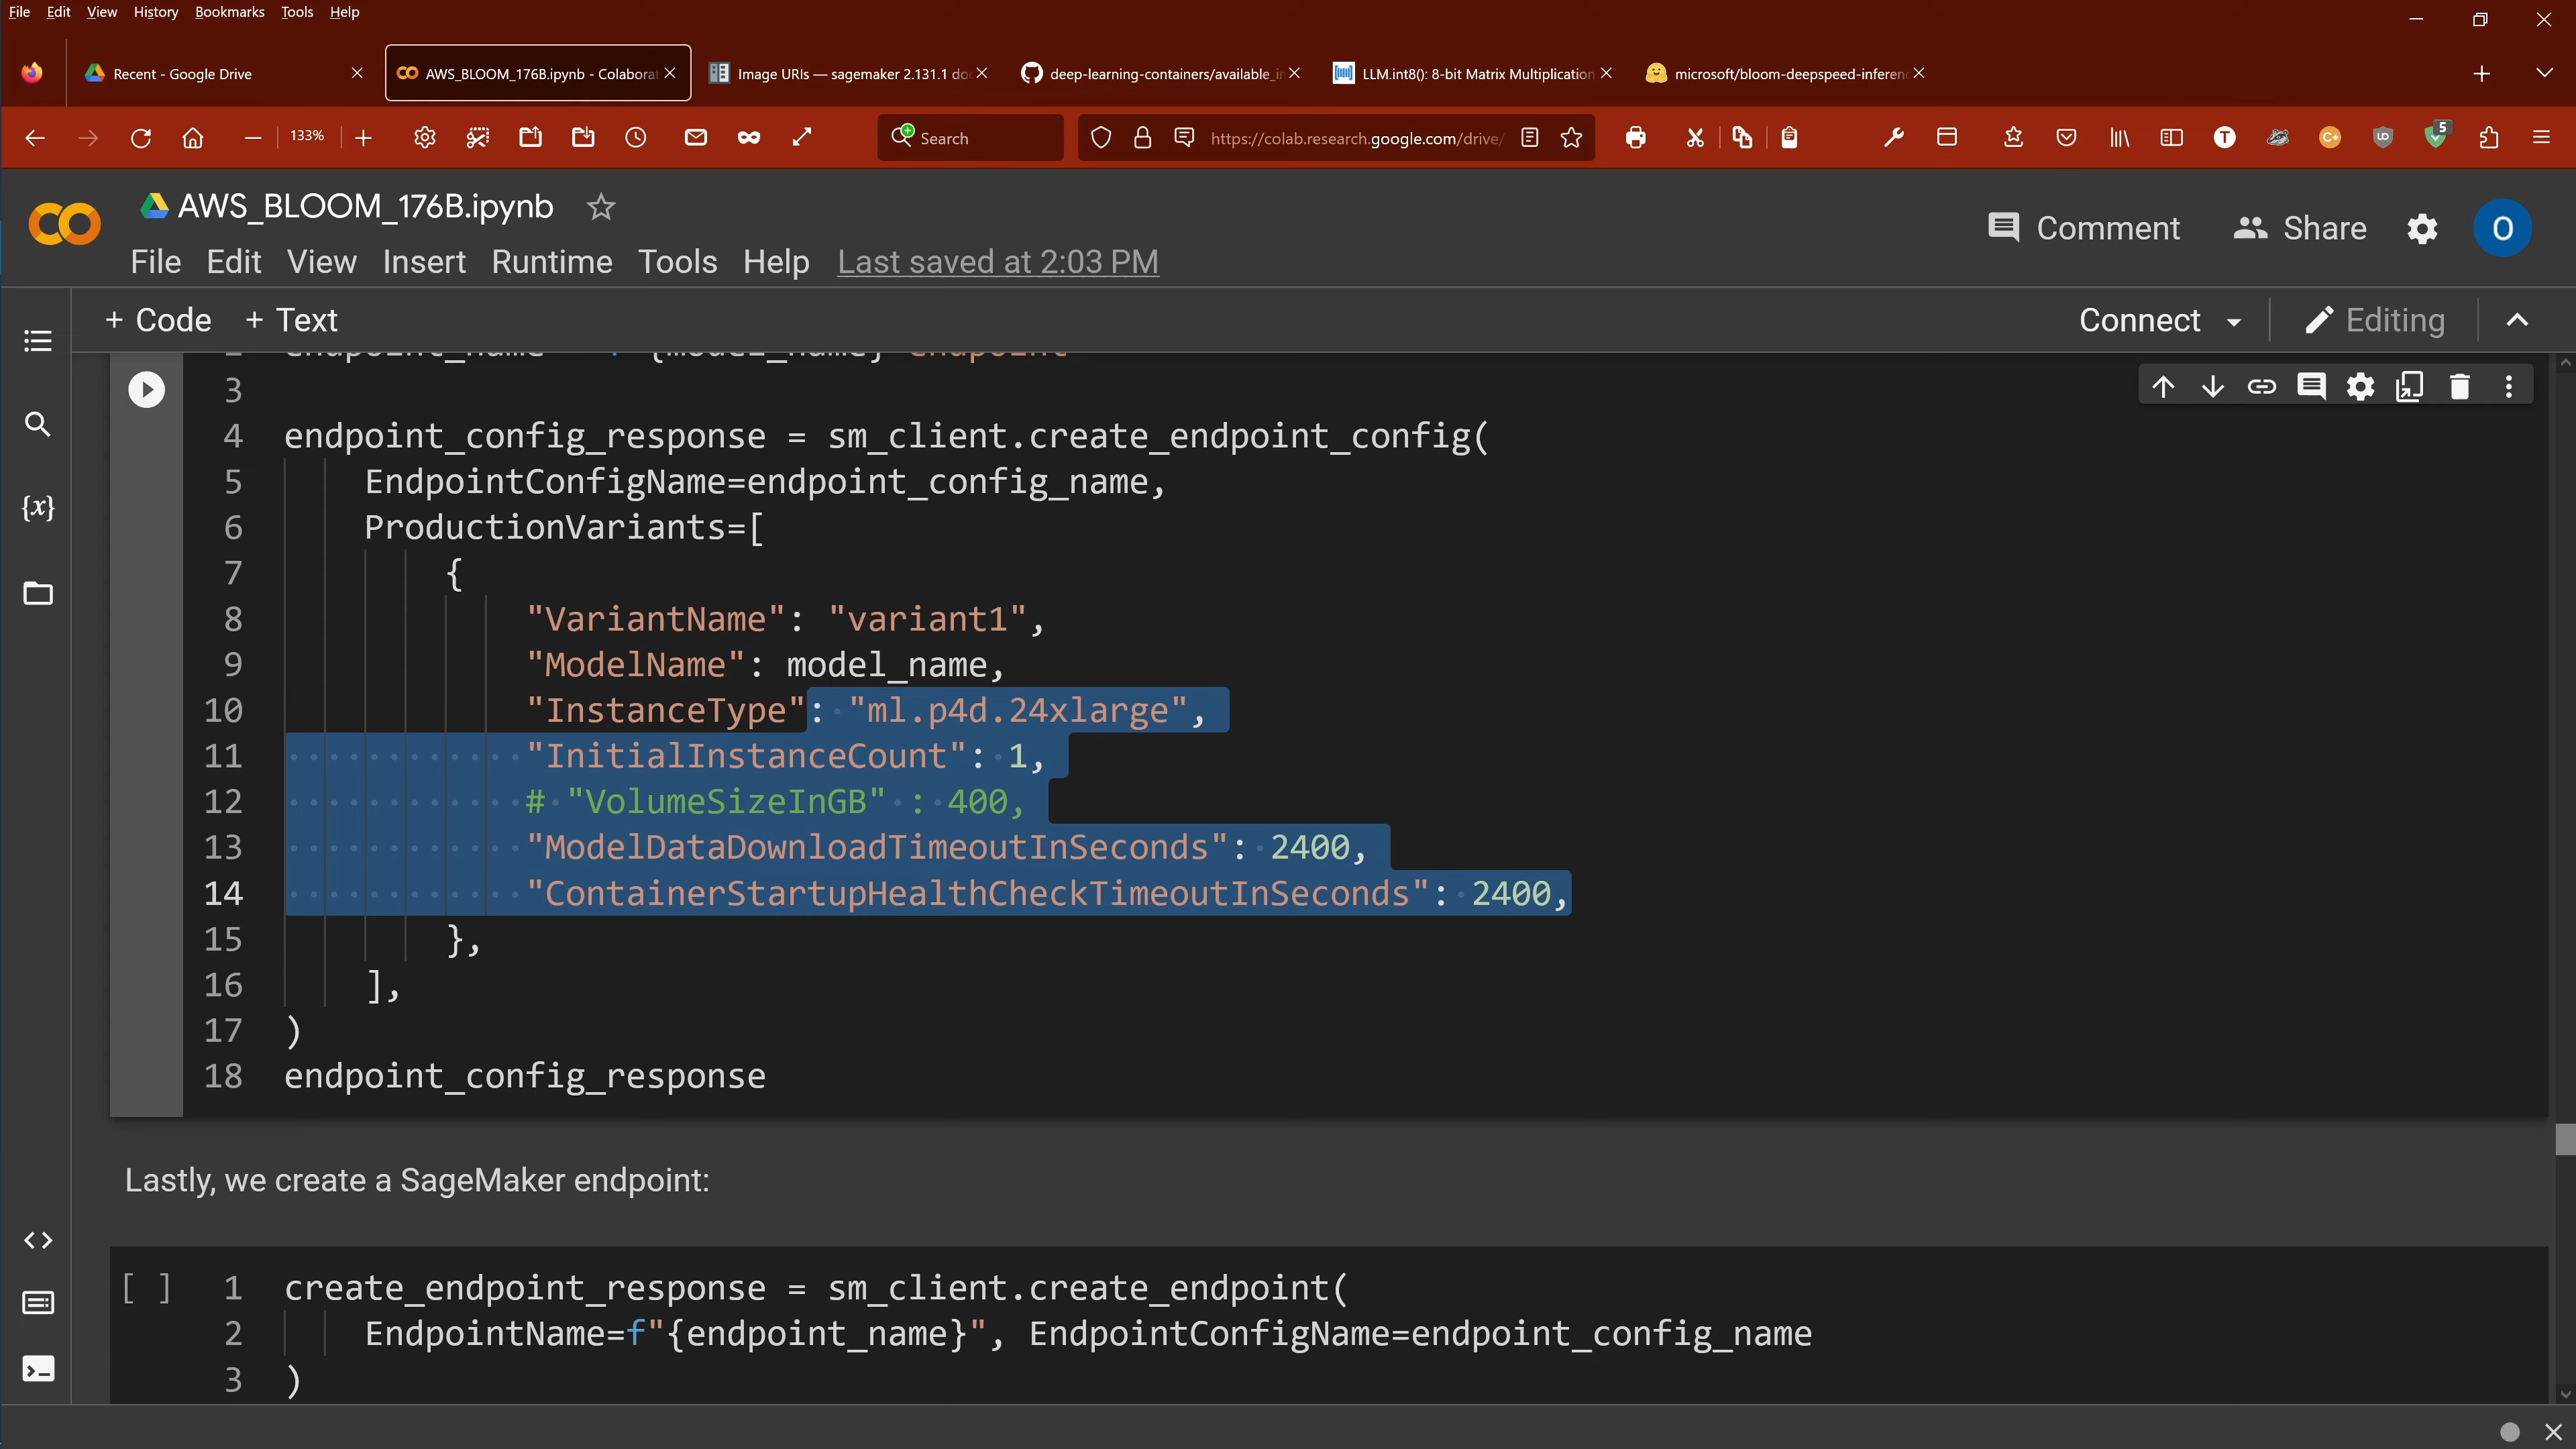 File Edit View History Bookmarks Tools Help
Recent - Google Drive
AWS_BLOOM_176B.ipynb - Colaborat
Image URIs — sagemaker 2.131.1 do
deep-learning-containers/available_i
LLM.int8(): 8-bit Matrix Multiplication
microsoft/bloom-deepspeed-inferen
133%
Search
https://colab.research.google.com/drive/
5
AWS_BLOOM_176B.ipynb
Comment
Share
O
File Edit View Insert Runtime Tools Help Last saved at 2:03 PM
+ Code + Text
Connect
Editing
{x}
3
4 endpoint_config_response = sm_client.create_endpoint_config(
5 EndpointConfigName=endpoint_config_name,
6 ProductionVariants=[
7 {
8 "VariantName": "variant1",
9 "ModelName": model_name,
10 "InstanceType": "ml.p4d.24xlarge",
11 "InitialInstanceCount": 1,
12 # "VolumeSizeInGB" : 400,
13 "ModelDataDownloadTimeoutInSeconds": 2400,
14 "ContainerStartupHealthCheckTimeoutInSeconds": 2400,
15 },
16 ],
17 )
18 endpoint_config_response
Lastly, we create a SageMaker endpoint:
[ ] 1 create_endpoint_response = sm_client.create_endpoint(
2 EndpointName=f"{endpoint_name}", EndpointConfigName=endpoint_config_name
3 )